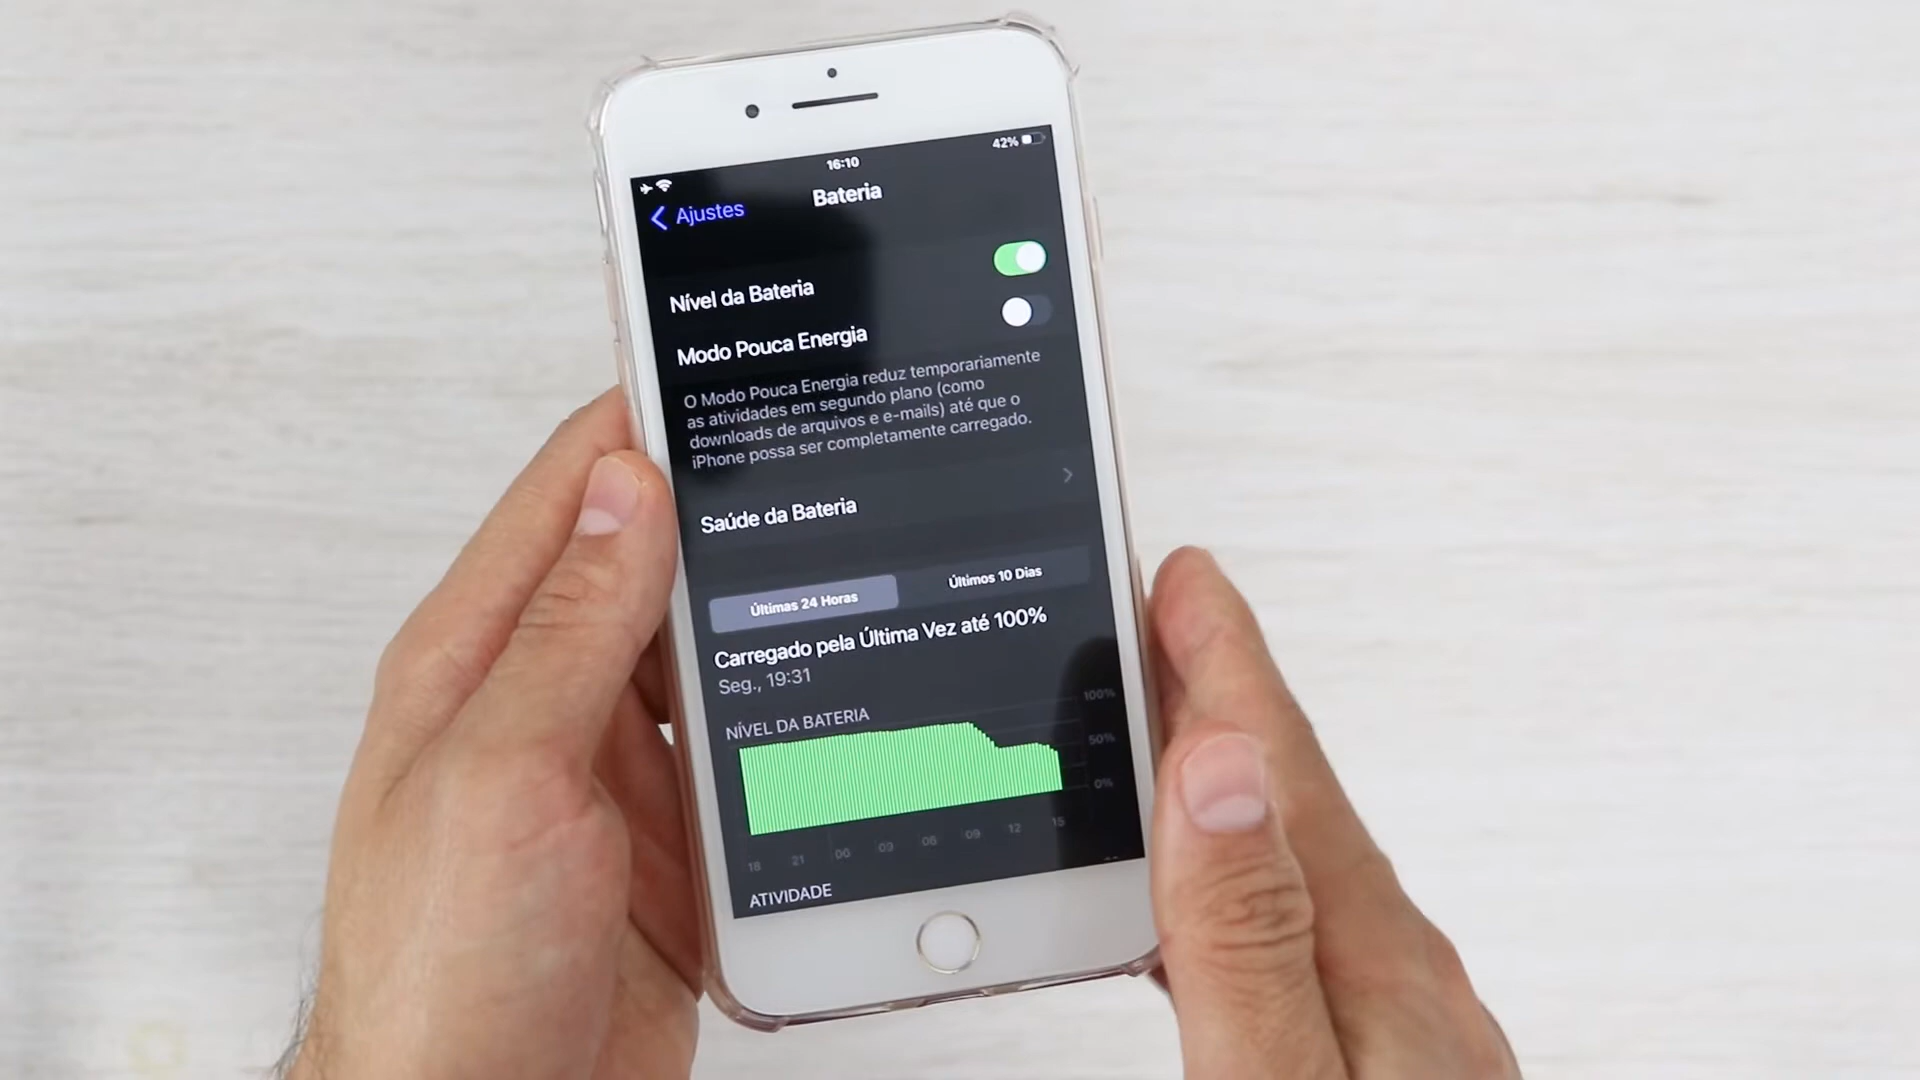 16:10
42%
Ajustes
Bateria
Nível da Bateria
Modo Pouca Energia
O Modo Pouca Energia reduz temporariamente
as atividades em segundo plano (como
downloads de arquivos e e-mails) até que o
iPhone possa ser completamente carregado.
Saúde da Bateria
Últimas 24 Horas
Últimos 10 Dias
Carregado pela Última Vez até 100%
Seg., 19:31
NÍVEL DA BATERIA
100%
50%
0%
18 21 00 09 06 09 12 15
ATIVIDADE